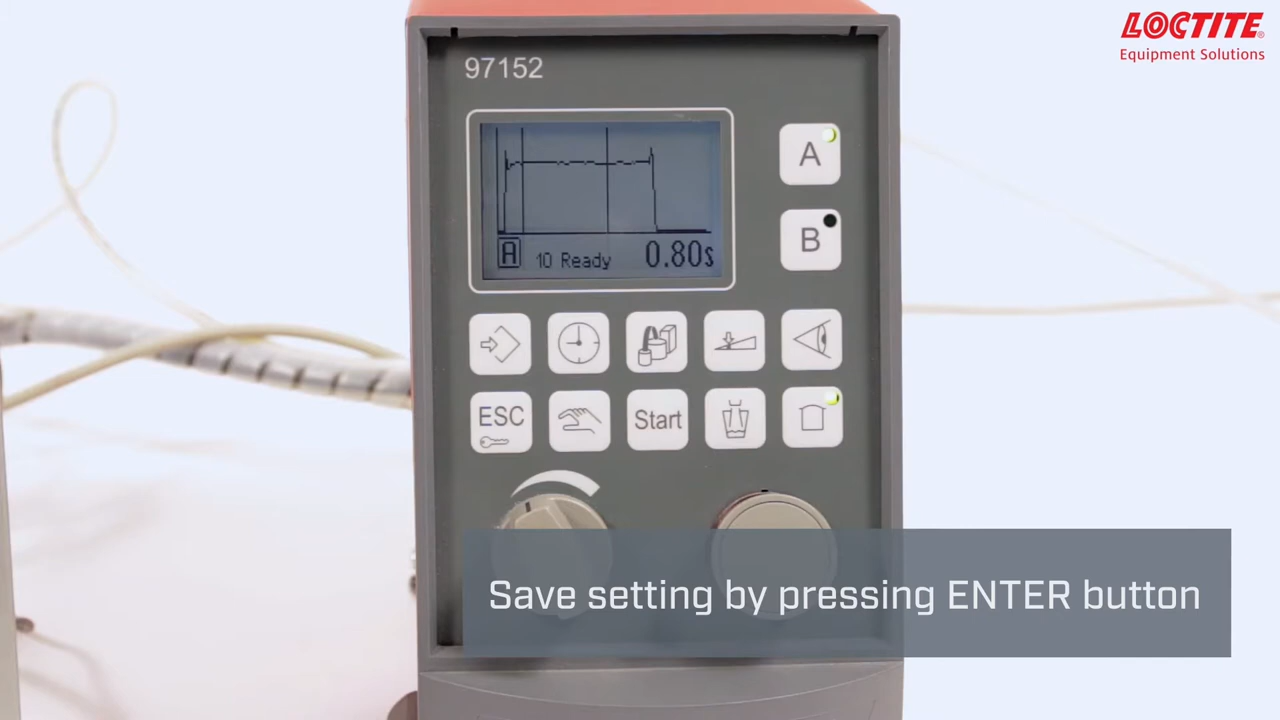 LOCTITE®
Equipment Solutions
97152
A
B
A 10 Ready 0.80s
ESC
Start
Save setting by pressing ENTER button